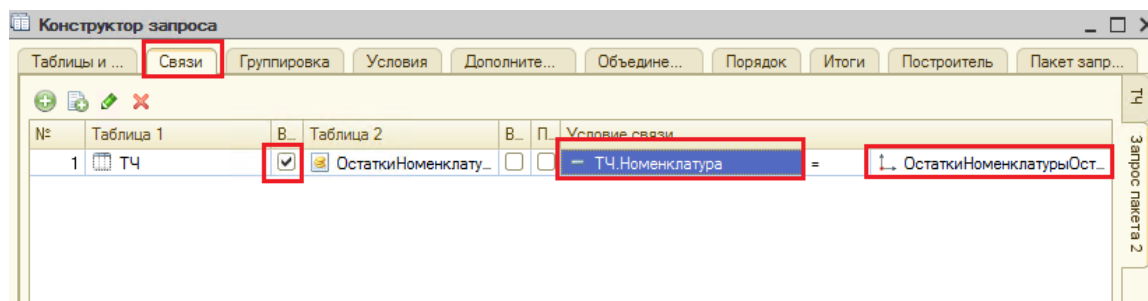 Конструктор запроса
Таблицы и ... Связи Группировка Условия Дополните... Объедине... Порядок Итоги Построитель Пакет запр...
№ Таблица 1 В... Таблица 2 В... П... Условие связи
1 ТЧ ОстаткиНоменклату... ТЧ.Номенклатура = ОстаткиНоменклатурыОст...
ТЧ
Запрос пакета 2